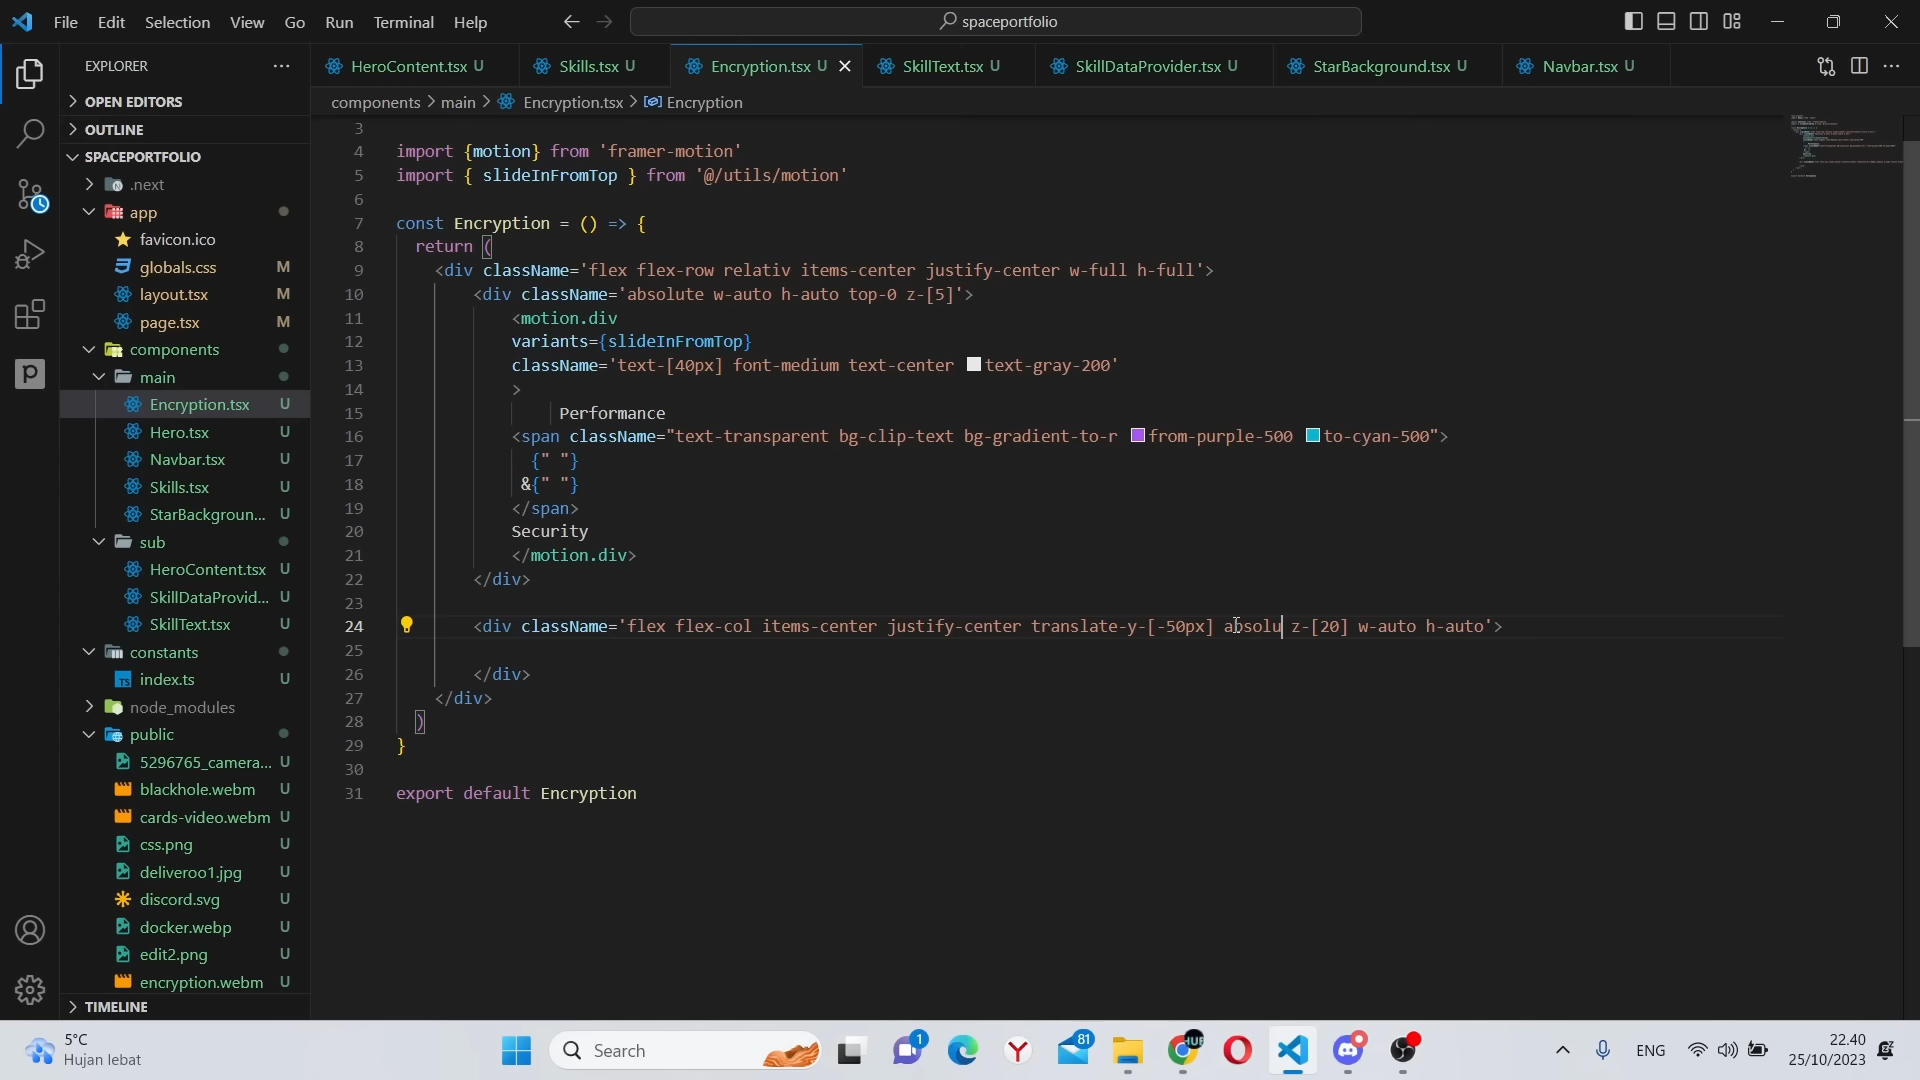 File Edit Selection View Go Run Terminal Help
spaceportfolio
EXPLORER
HeroContent.tsx U
Skills.tsx U
Encryption.tsx U
SkillText.tsx U
SkillDataProvider.tsx U
StarBackground.tsx U
Navbar.tsx U
components > main > Encryption.tsx > Encryption
OPEN EDITORS
OUTLINE
SPACEPORTFOLIO
.next
app
favicon.ico
globals.css M
layout.tsx M
page.tsx M
components
main
Encryption.tsx U
Hero.tsx U
Navbar.tsx U
Skills.tsx U
StarBackgroun... U
sub
HeroContent.tsx U
SkillDataProvid... U
SkillText.tsx U
constants
index.ts U
node_modules
public
5296765_camera... U
blackhole.webm U
cards-video.webm U
css.png U
deliveroo1.jpg U
discord.svg U
docker.webp U
edit2.png U
encryption.webm U
TIMELINE
3
4 import {motion} from 'framer-motion'
5 import { slideInFromTop } from '@/utils/motion'
6
7 const Encryption = () => {
8 return (
9 <div className='flex flex-row relativ items-center justify-center w-full h-full'>
10 <div className='absolute w-auto h-auto top-0 z-[5]'>
11 <motion.div
12 variants={slideInFromTop}
13 className='text-[40px] font-medium text-center text-gray-200'
14 >
15 Performance
16 <span className="text-transparent bg-clip-text bg-gradient-to-r from-purple-500 to-cyan-500">
17 {" "}
18 &{" "}
19 </span>
20 Security
21 </motion.div>
22 </div>
23
24 <div className='flex flex-col items-center justify-center translate-y-[-50px] absolu z-[20] w-auto h-auto'>
25
26 </div>
27 </div>
28 )
29 }
30
31 export default Encryption
5°C
Hujan lebat
Search
1
81
HUB
ENG
22.40
25/10/2023